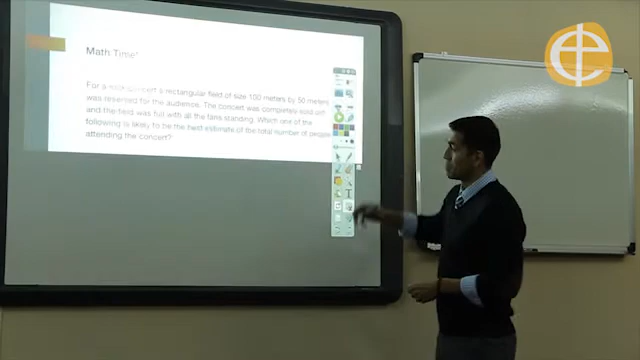 Math Time*
For a rock concert a rectangular field of size 100 meters by 50 meters
was reserved for the audience. The concert was completely sold out
and the field was full with all the fans standing. Which one of the
following is likely to be the best estimate of the total number of people
attending the concert?